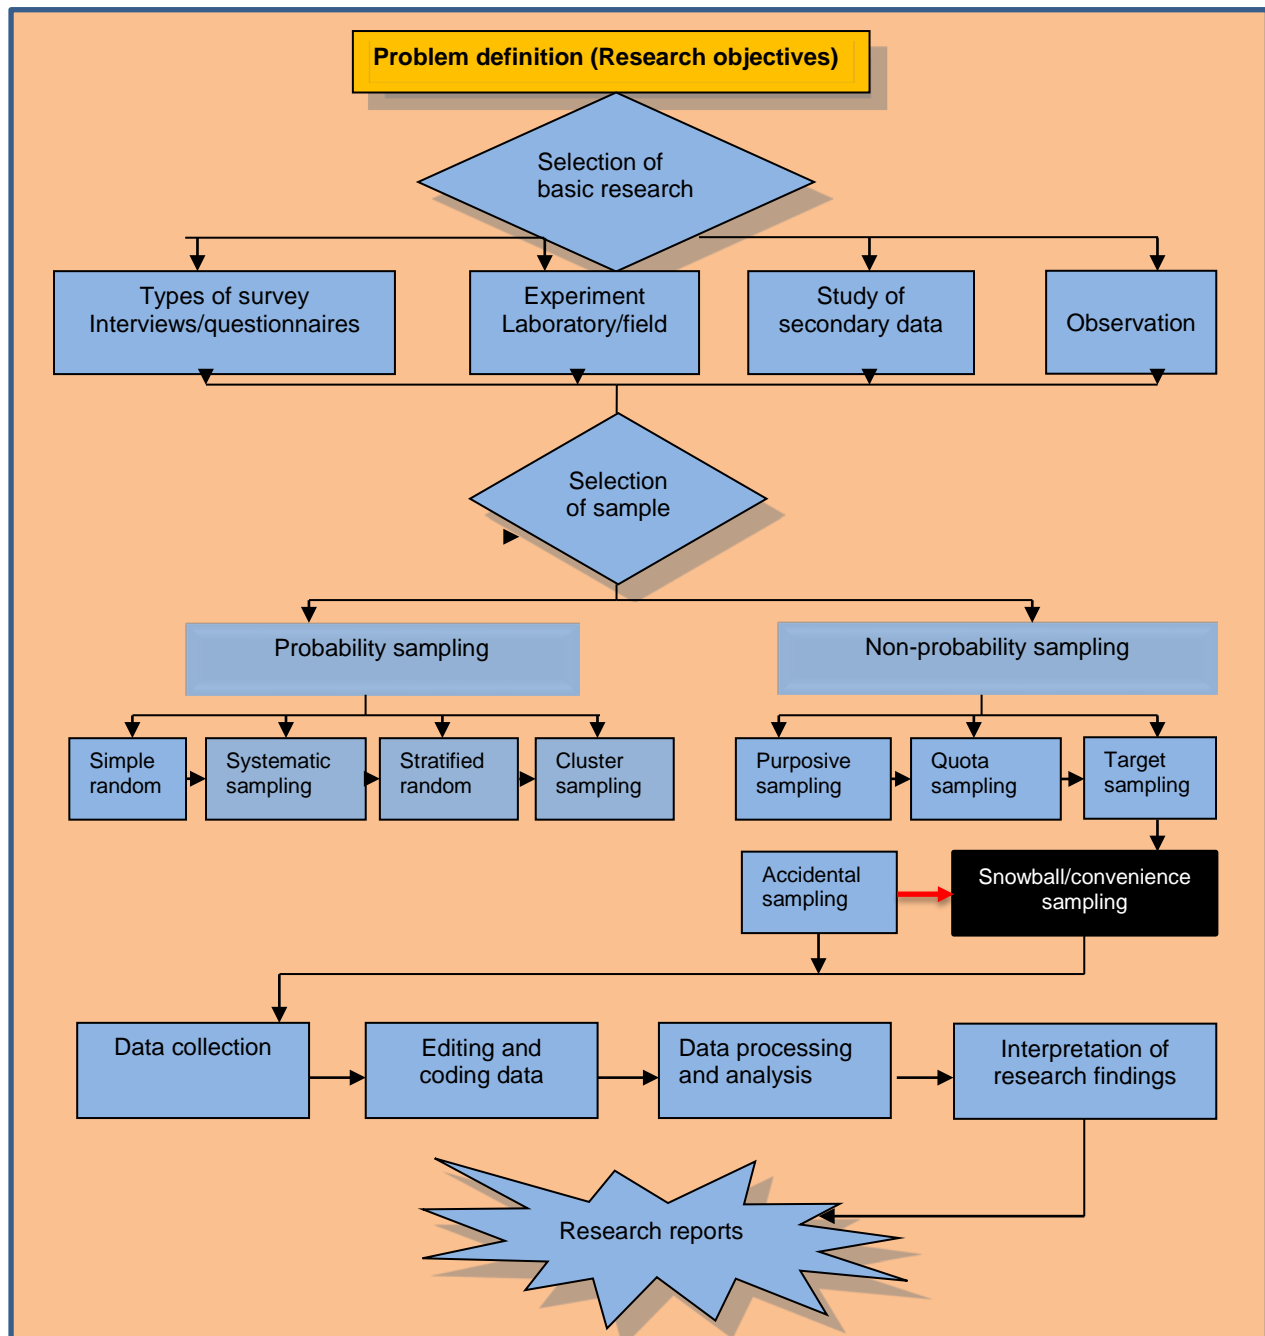 Problem definition (Research objectives)
Selection of
basic research
Types of survey
Interviews/questionnaires
Experiment
Laboratory/field
Study of
secondary data
Observation
Selection
of sample
Probability sampling
Non-probability sampling
Simple
random
Systematic
sampling
Stratified
random
Cluster
sampling
Purposive
sampling
Quota
sampling
Target
sampling
Accidental
sampling
Snowball/convenience
sampling
Data collection
Editing and
coding data
Data processing
and analysis
Interpretation of
research findings
Research reports